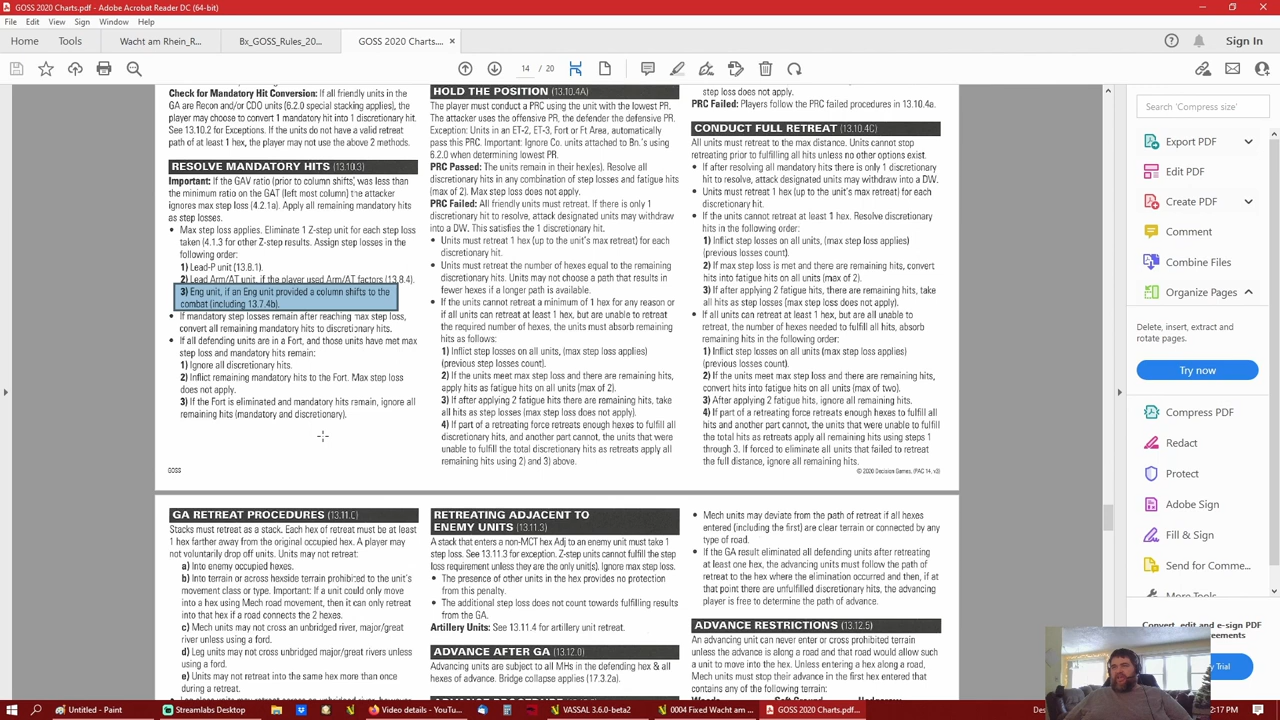 GOSS 2020 Charts.pdf - Adobe Acrobat Reader DC (64-bit)
File Edit View Sign Window Help
Home Tools Wacht am Rhein_R... Bx_GOSS_Rules_20... GOSS 2020 Charts.... × Sign In
14 / 20
Check for Mandatory Hit Conversion: If all friendly units in the
GA are Recon and/or CDO units (6.2.0 special stacking applies), the
player may choose to convert 1 mandatory hit into 1 discretionary hit.
See 13.10.2 for Exceptions. If the units do not have a valid retreat
path of at least 1 hex, the player may not use the above 2 methods.
RESOLVE MANDATORY HITS (13.10.3)
Important: If the GAV ratio (prior to column shifts) was less than
the minimum ratio on the GAT (left most column) the attacker
ignores max step loss (4.2.1a). Apply all remaining mandatory hits
as step losses.
• Max step loss applies. Eliminate 1 Z-step unit for each step loss
taken (4.1.3 for other Z-step results. Assign step losses in the
following order:
1) Lead-P unit (13.8.1).
2) Lead Arm/AT unit, if the player used Arm/AT factors (13.8.4).
3) Eng unit, if an Eng unit provided a column shifts to the
combat (including 13.7.4b).
• If mandatory step losses remain after reaching max step loss,
convert all remaining mandatory hits to discretionary hits.
• If all defending units are in a Fort, and those units have met max
step loss and mandatory hits remain:
1) Ignore all discretionary hits.
2) Inflict remaining mandatory hits to the Fort. Max step loss
does not apply.
3) If the Fort is eliminated and mandatory hits remain, ignore all
remaining hits (mandatory and discretionary).
GOSS
HOLD THE POSITION (13.10.4A)
The player must conduct a PRC using the unit with the lowest PR.
The attacker uses the offensive PR, the defender the defensive PR.
Exception: Units in an ET-2, ET-3, Fort or Ft Area, automatically
pass this PRC. Important: Ignore Co. units attached to Bn.'s using
6.2.0 when determining lowest PR.
PRC Passed: The units remain in their hex(es). Resolve all
discretionary hits in any combination of step losses and fatigue hits
(max of 2). Max step loss does not apply.
PRC Failed: All friendly units must retreat. If there is only 1
discretionary hit to resolve, attack designated units may withdraw
into a DW. This satisfies the 1 discretionary hit.
• Units must retreat 1 hex (up to the unit's max retreat) for each
discretionary hit.
• Units must retreat the number of hexes equal to the remaining
discretionary hits. Units may not choose a path that results in
fewer hexes if a longer path is available.
• If the units cannot retreat a minimum of 1 hex for any reason or
if all units can retreat at least 1 hex, but are unable to retreat
the required number of hexes, the units must absorb remaining
hits as follows:
1) Inflict step losses on all units, (max step loss applies)
(previous step losses count).
2) If the units meet max step loss and there are remaining hits,
apply hits as fatigue hits on all units (max of 2).
3) If after applying 2 fatigue hits there are remaining hits, take
all hits as step losses (max step loss does not apply).
4) If part of a retreating force retreats enough hexes to fulfill all
discretionary hits, and another part cannot, the units that were
unable to fulfill the total discretionary hits as retreats apply all
remaining hits using 2) and 3) above.
step loss does not apply.
PRC Failed: Players follow the PRC failed procedures in 13.10.4a.
CONDUCT FULL RETREAT (13.10.4C)
All units must retreat to the max distance. Units cannot stop
retreating prior to fulfilling all hits unless no other options exist.
• If after resolving all mandatory hits there is only 1 discretionary
hit to resolve, attack designated units may withdraw into a DW.
• Units must retreat 1 hex (up to the unit's max retreat) for each
discretionary hit.
• If the units cannot retreat at least 1 hex. Resolve discretionary
hits in the following order:
1) Inflict step losses on all units, (max step loss applies)
(previous losses count).
2) If max step loss is met and there are remaining hits, convert
hits into fatigue hits on all units (max of 2).
3) If after applying 2 fatigue hits, there are remaining hits, take
all hits as step losses (max step loss does not apply).
• If all units can retreat at least 1 hex, but are all unable to
retreat, the number of hexes needed to fulfill all hits, absorb
remaining hits in the following order:
1) Inflict step losses on all units (max step loss applies)
(previous step losses count).
2) If the units meet max step loss and there are remaining hits,
convert into fatigue hits on all units (max of two).
3) After applying 2 fatigue hits, ignore all remaining hits.
4) If part of a retreating force retreats enough hexes to fulfill all
hits and another part cannot, the units that were unable to fulfill
the total hits as retreats apply all remaining hits using steps 1
through 3. If forced to eliminate all units that failed to retreat
the full distance, ignore all remaining hits.
© 2020 Decision Games, (PAC 14, v3)
GA RETREAT PROCEDURES (13.11.0)
Stacks must retreat as a stack. Each hex of retreat must be at least
1 hex farther away from the original occupied hex. A player may
not voluntarily drop off units. Units may not retreat:
a) Into enemy occupied hexes.
b) Into terrain or across hexside terrain prohibited to the unit's
movement class or type. Important: If a unit could only move
into a hex using Mech road movement, then it can only retreat
into that hex if a road connects the 2 hexes.
c) Mech units may not cross an unbridged river, major/great
river unless using a ford.
d) Leg units may not cross unbridged major/great rivers unless
using a ford.
e) Units may not retreat into the same hex more than once
during a retreat.
RETREATING ADJACENT TO
ENEMY UNITS (13.11.3)
A stack that enters a non-MCT hex Adj to an enemy unit must take 1
step loss. See 13.11.3 for exception. Z-step units cannot fulfill the step
loss requirement unless they are the only unit(s). Ignore max step loss.
• The presence of other units in the hex provides no protection
from this penalty.
• The additional step loss does not count towards fulfilling results
from the GA.
Artillery Units: See 13.11.4 for artillery unit retreat.
ADVANCE AFTER GA (13.12.0)
Advancing units are subject to all MHs in the defending hex & all
hexes of advance. Bridge collapse applies (17.3.2a).
• Mech units may deviate from the path of retreat if all hexes
entered (including the first) are clear terrain or connected by any
type of road.
• If the GA result eliminated all defending units after retreating
at least one hex, the advancing units must follow the path of
retreat to the hex where the elimination occurred and then, if at
that point there are unfulfilled discretionary hits, the advancing
player is free to determine the path of advance.
ADVANCE RESTRICTIONS (13.12.5)
An advancing unit can never enter or cross prohibited terrain
unless the advance is along a road and that road would allow such
a unit to move into the hex. Unless entering a hex along a road,
Mech units must stop their advance in the first hex entered that
contains any of the following terrain:
Search 'Compress size'
Export PDF
Edit PDF
Create PDF
Comment
Combine Files
Organize Pages
Delete, insert, extract and
rotate pages.
Try now
Compress PDF
Redact
Protect
Adobe Sign
Fill & Sign
Send for Comme...
More Tools
Untitled - Paint Streamlabs Desktop Video details - YouTu... VASSAL 3.6.0-beta2 0004 Fixed Wacht am ... GOSS 2020 Charts.pdf...